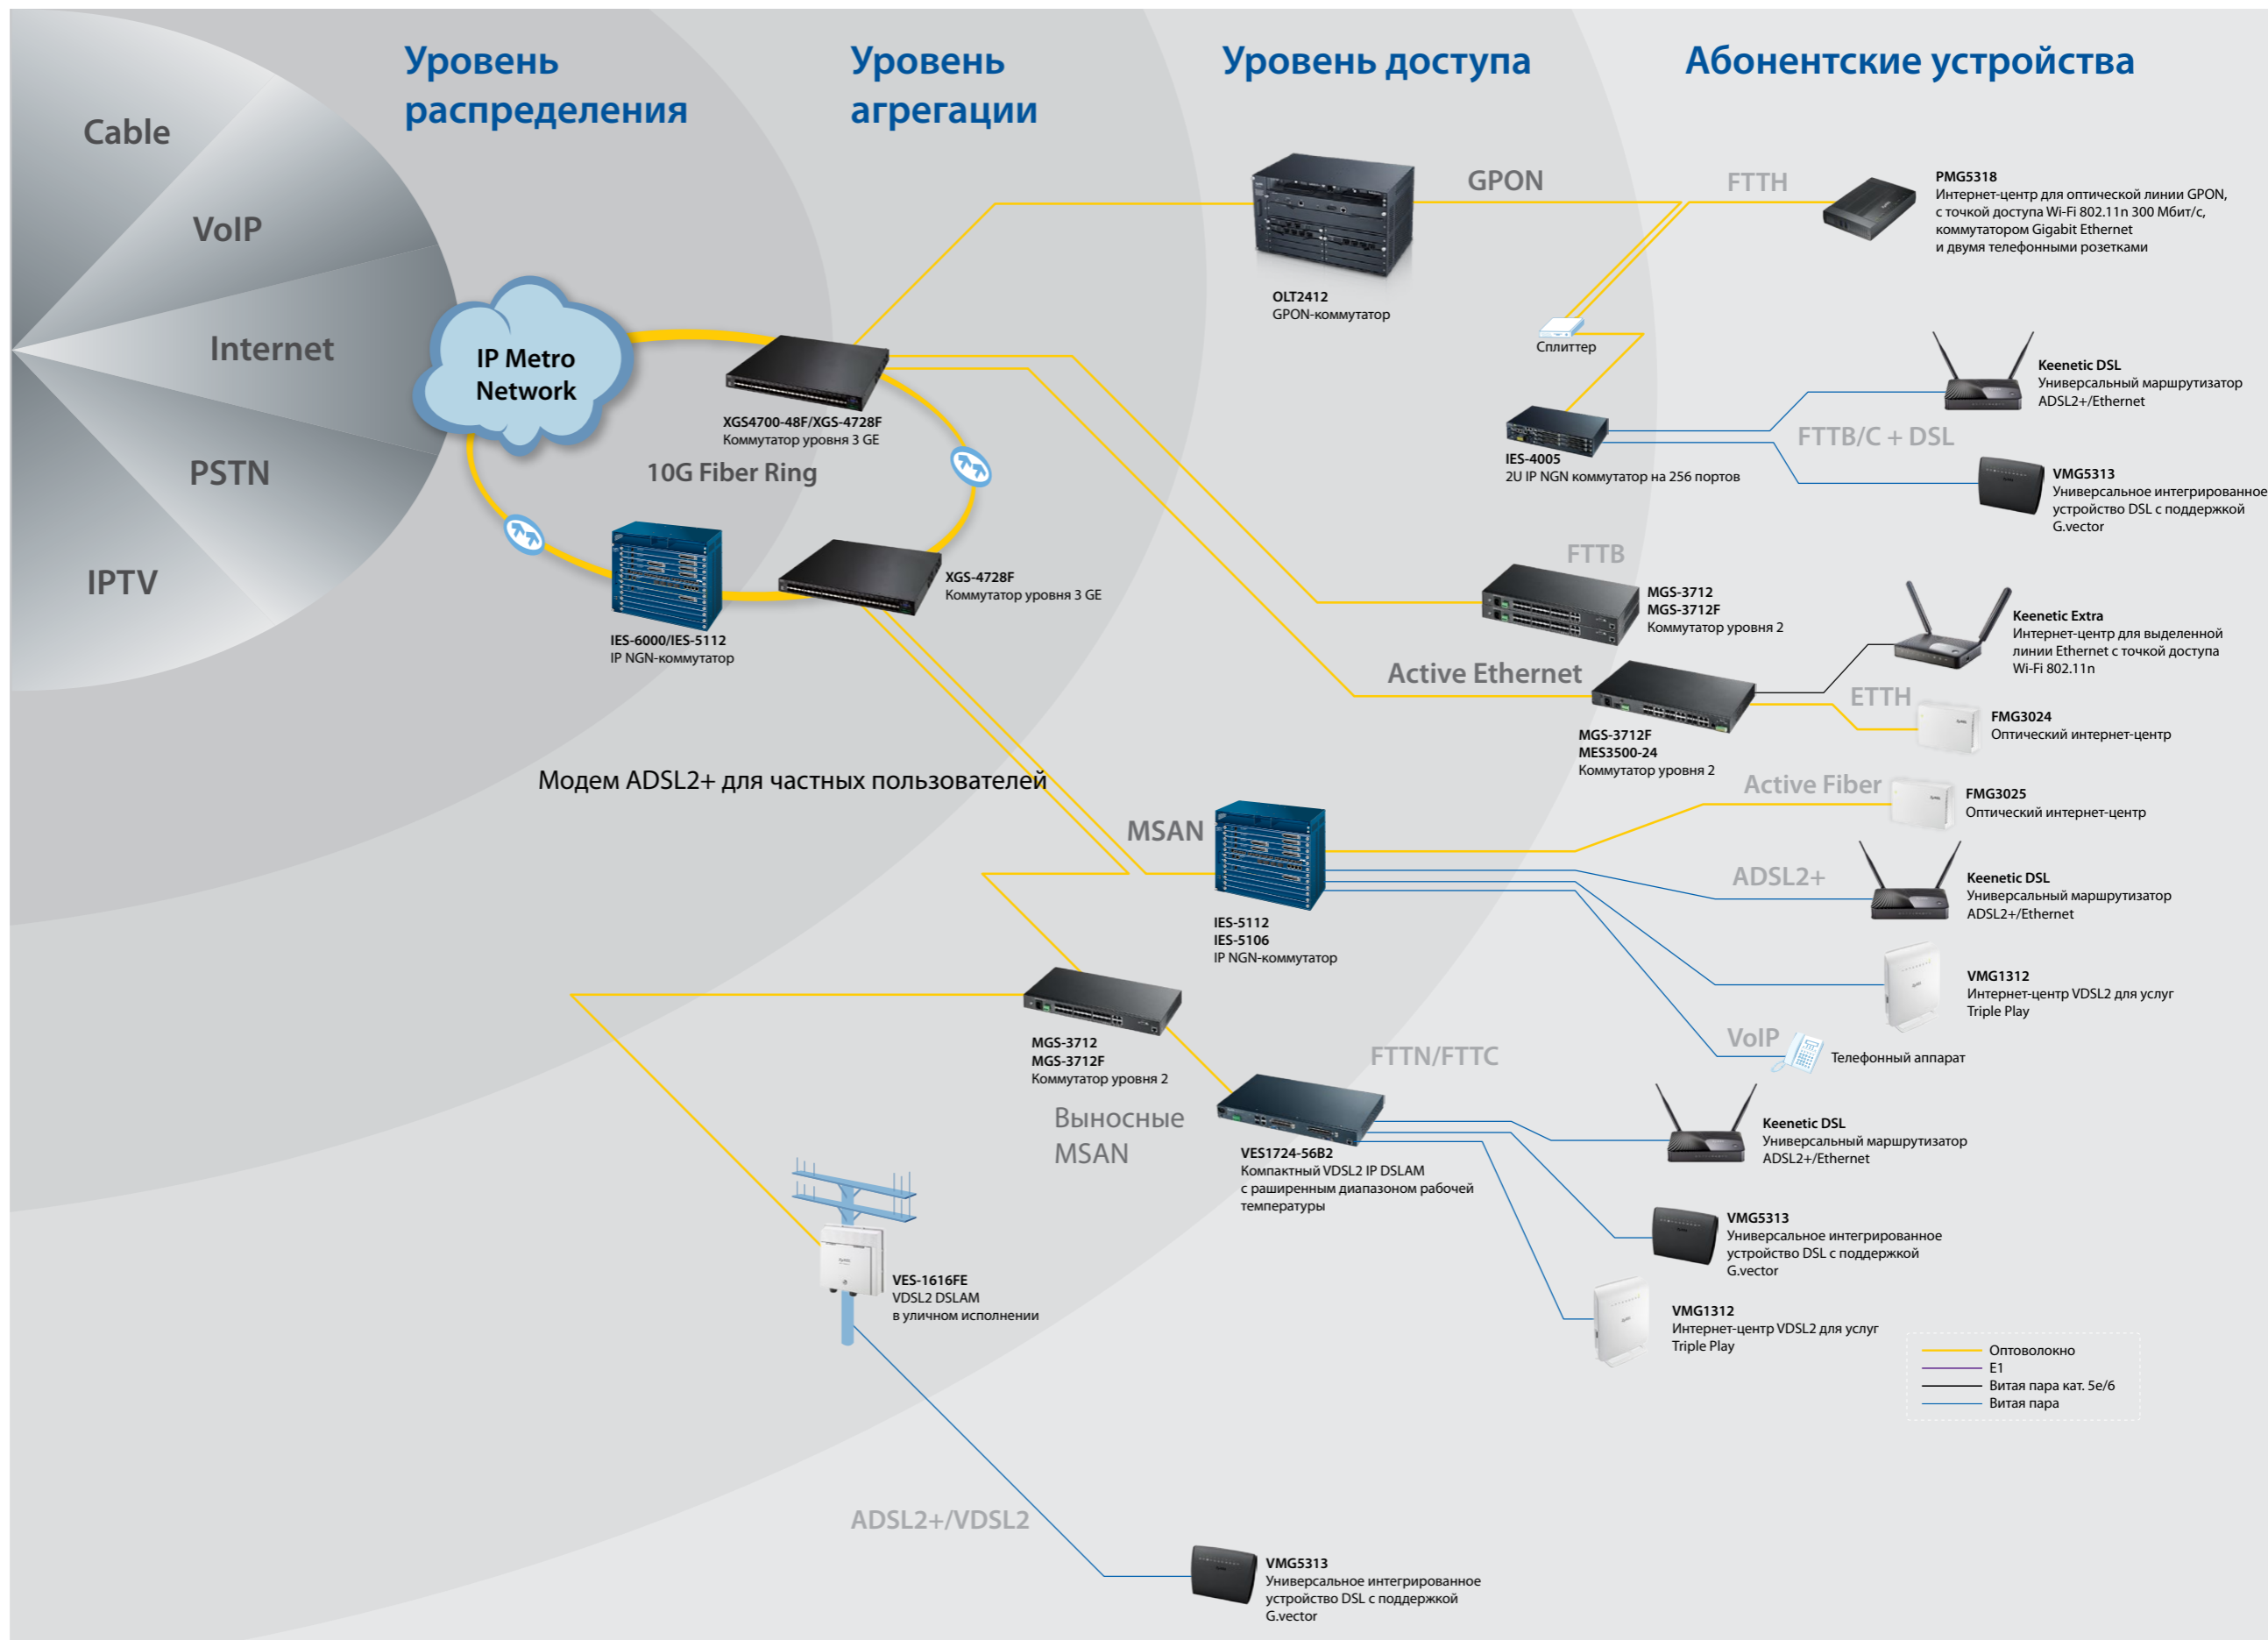 Уровень
распределения
Уровень
агрегации
Уровень доступа
Абонентские устройства
Cable
VoIP
Internet
PSTN
IPTV
IP Metro
Network
10G Fiber Ring
XGS4700-48F/XGS-4728F
Коммутатор уровня 3 GE
XGS-4728F
Коммутатор уровня 3 GE
IES-6000/IES-5112
IP NGN-коммутатор
Модем ADSL2+ для частных пользователей
GPON
FTTH
OLT2412
GPON-коммутатор
PMG5318
Интернет-центр для оптической линии GPON,
с точкой доступа Wi-Fi 802.11n 300 Мбит/с,
коммутатором Gigabit Ethernet
и двумя телефонными розетками
Сплиттер
Keenetic DSL
Универсальный маршрутизатор
ADSL2+/Ethernet
FTTB/C + DSL
IES-4005
2U IP NGN коммутатор на 256 портов
VMG5313
Универсальное интегрированное
устройство DSL с поддержкой
G.vector
FTTB
MGS-3712
MGS-3712F
Коммутатор уровня 2
Keenetic Extra
Интернет-центр для выделенной
линии Ethernet с точкой доступа
Wi-Fi 802.11n
Active Ethernet
ETTH
MGS-3712F
MES3500-24
Коммутатор уровня 2
FMG3024
Оптический интернет-центр
Active Fiber
FMG3025
Оптический интернет-центр
MSAN
IES-5112
IES-5106
IP NGN-коммутатор
ADSL2+
Keenetic DSL
Универсальный маршрутизатор
ADSL2+/Ethernet
VMG1312
Интернет-центр VDSL2 для услуг
Triple Play
VoIP
Телефонный аппарат
MGS-3712
MGS-3712F
Коммутатор уровня 2
Выносные
MSAN
FTTN/FTTC
VES1724-56B2
Компактный VDSL2 IP DSLAM
с раширенным диапазоном рабочей
температуры
Keenetic DSL
Универсальный маршрутизатор
ADSL2+/Ethernet
VMG5313
Универсальное интегрированное
устройство DSL с поддержкой
G.vector
VMG1312
Интернет-центр VDSL2 для услуг
Triple Play
VES-1616FE
VDSL2 DSLAM
в уличном исполнении
Оптоволокно
E1
Витая пара кат. 5e/6
Витая пара
ADSL2+/VDSL2
VMG5313
Универсальное интегрированное
устройство DSL с поддержкой
G.vector